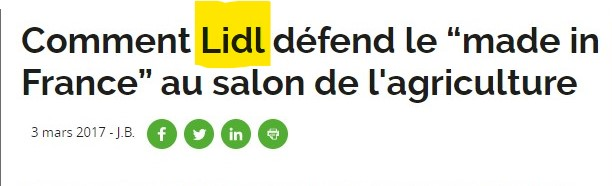 Comment Lidl défend le “made in
France” au salon de l'agriculture
3 mars 2017 - J.B.